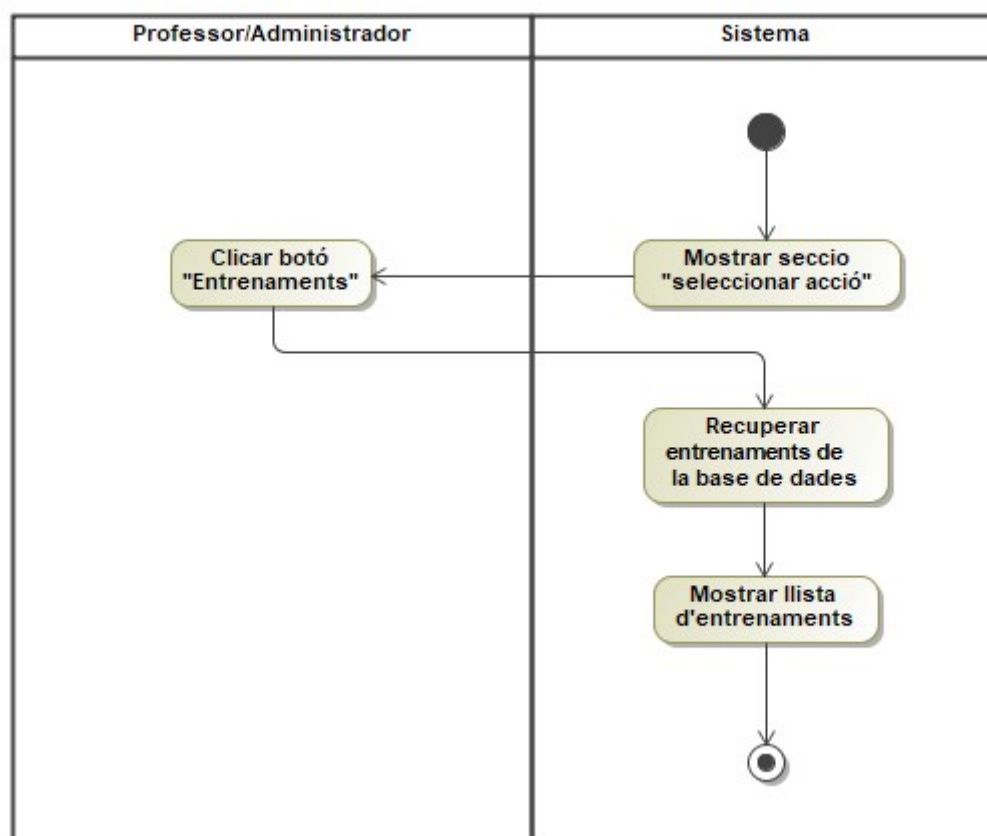 Professor/Administrador
Sistema
Mostrar seccio
"seleccionar acció"
Clicar botó
"Entrenaments"
Recuperar
entrenaments de
la base de dades
Mostrar llista
d'entrenaments